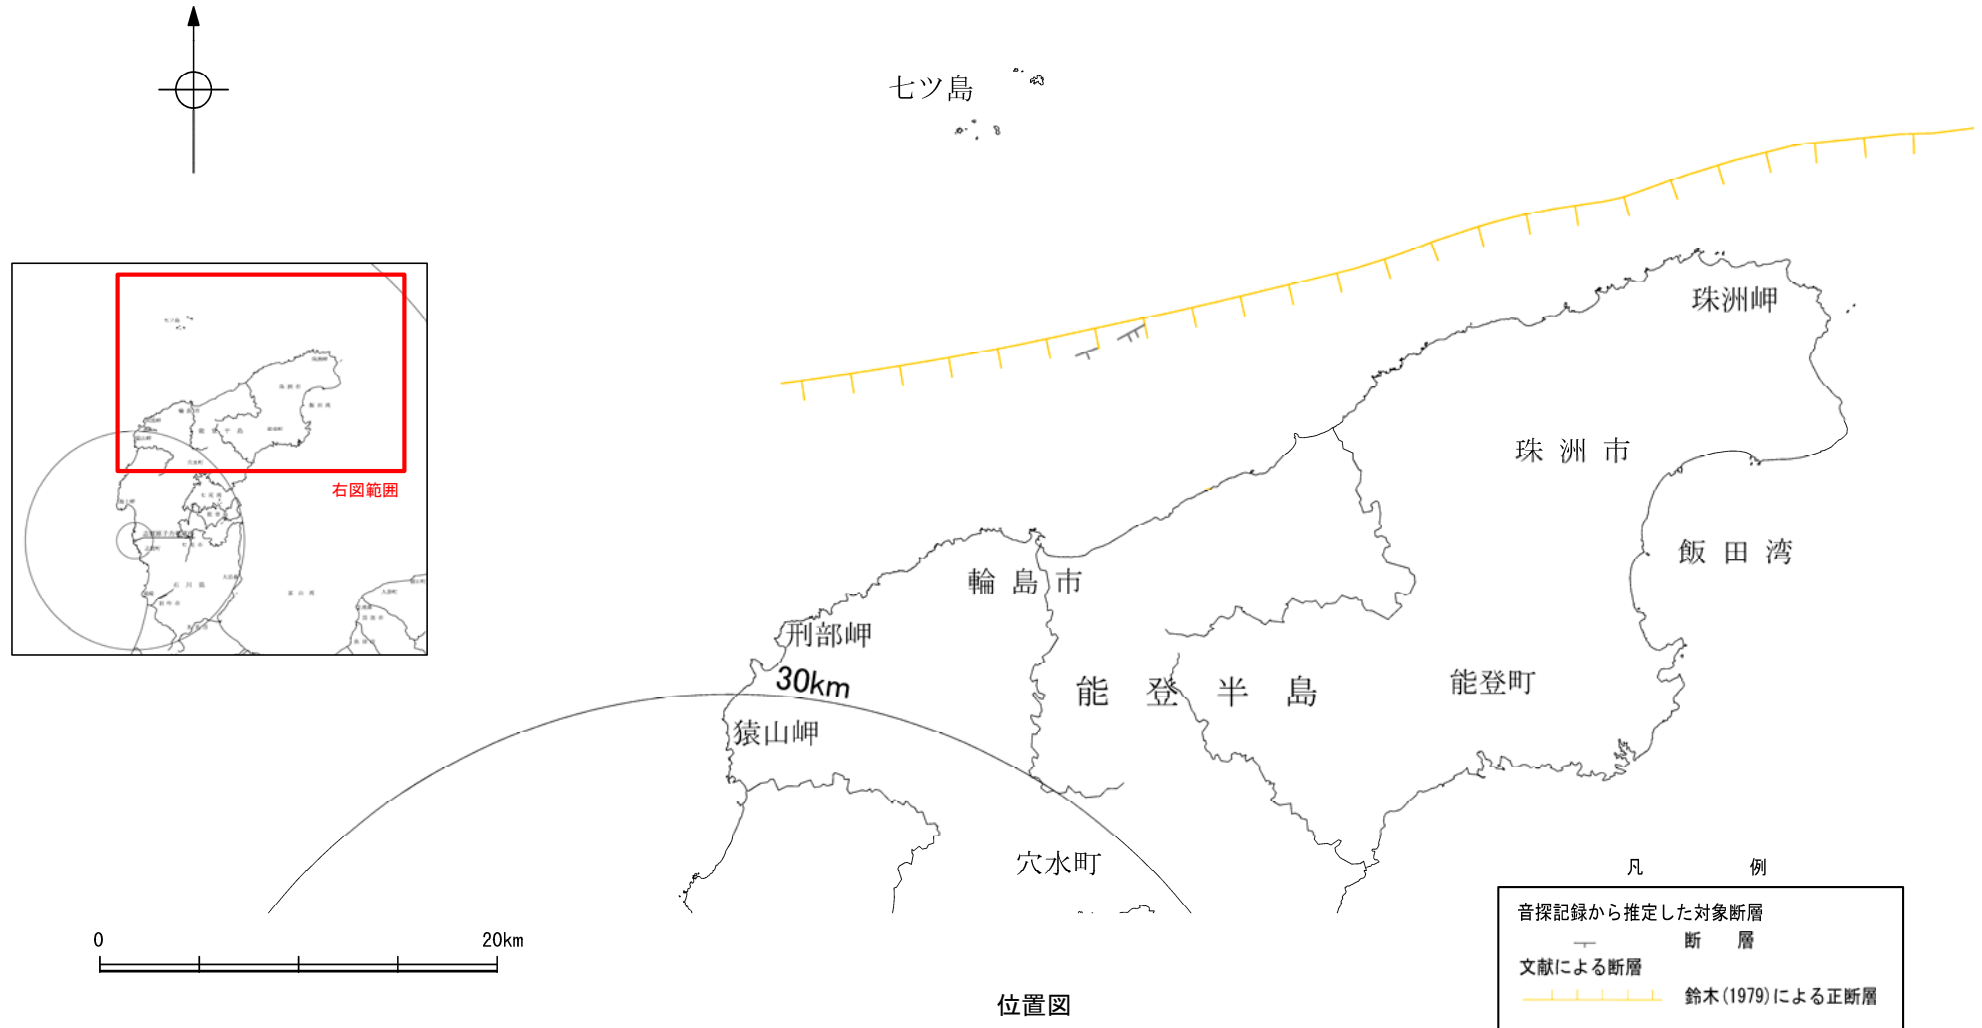 七ツ島
珠洲岬
右図範囲
珠洲市
飯田湾
輪島市
刑部岬
30km
能登半島
能登町
猿山岬
穴水町
凡例
音探記録から推定した対象断層
断層
文献による断層
鈴木(1979)による正断層
0
20km
位置図